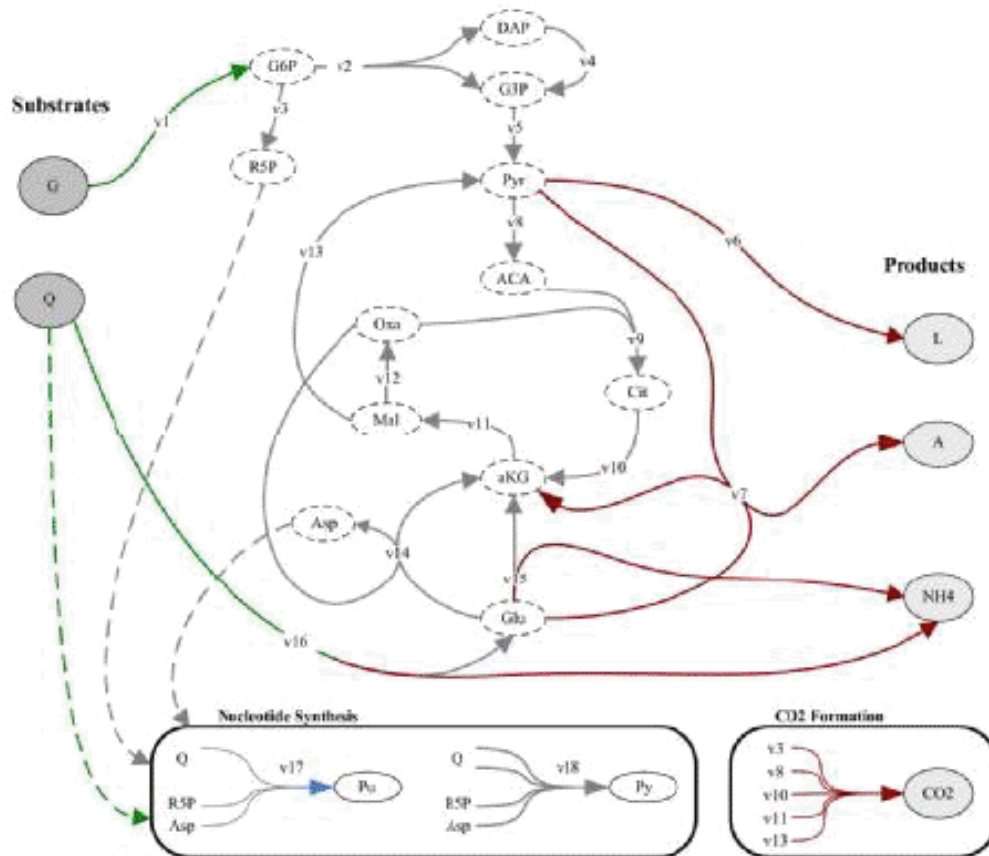 DAP
G6P
v2
v4
G3P
Substrates
v3
v1
v5
R5P
Pyr
G
v8
v6
v13
Products
ACA
Q
Oxa
v9
L
v12
Cit
Mal
v11
A
v10
aKG
v7
Asp
v14
v15
NH4
Glu
v16
Nucleotide Synthesis
CO2 Formation
Q
v17
Pu
R5P
Asp
Q
v18
Py
R5P
Asp
v3
v8
v10
v11
v13
CO2